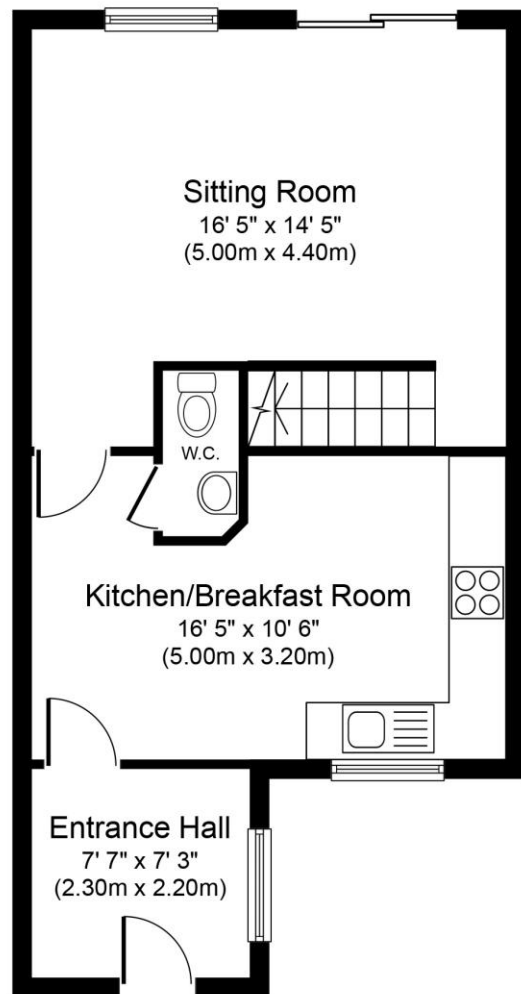 Sitting Room
16' 5" x 14' 5"
(5.00m x 4.40m)
W.C.
Kitchen/Breakfast Room
16' 5" x 10' 6"
(5.00m x 3.20m)
Entrance Hall
7' 7" x 7' 3"
(2.30m x 2.20m)